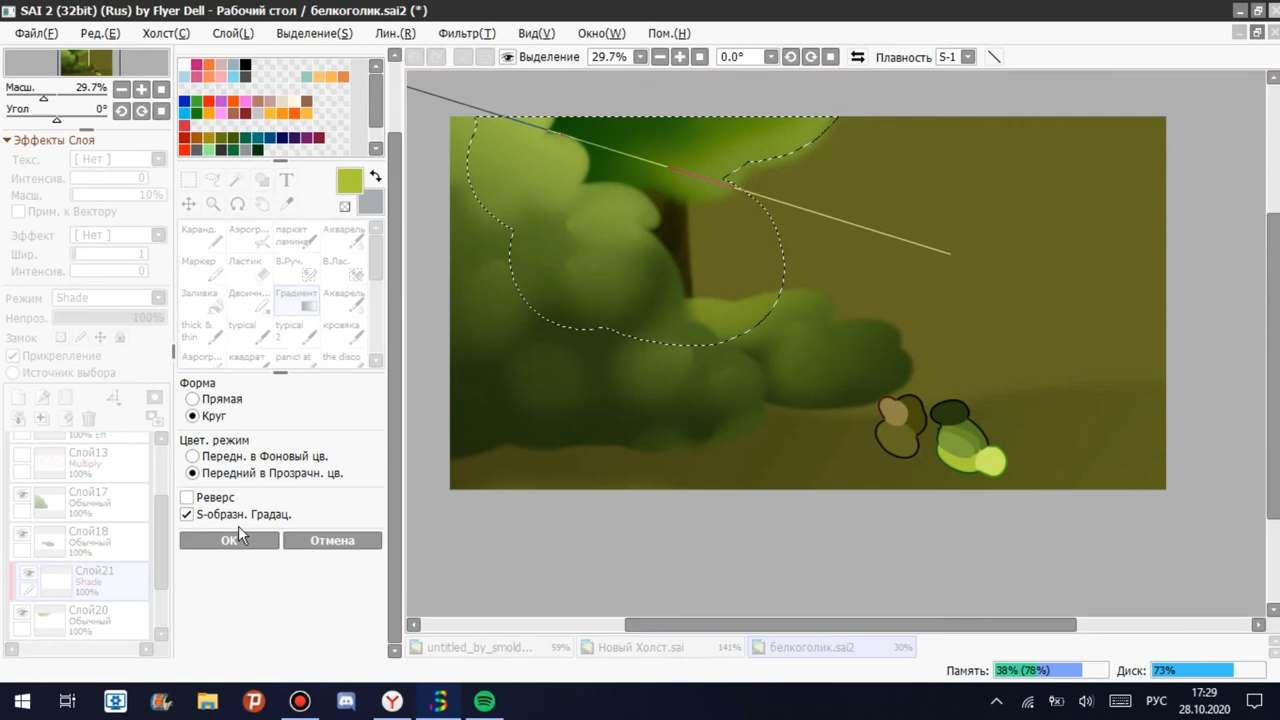 SAI 2 (32bit) (Rus) by Flyer Dell - Рабочий стол / белкоголик.sai2 (*)
Файл(F) Ред.(E) Холст(C) Слой(L) Выделение(S) Лин.(R) Фильтр(T) Вид(V) Окно(W) Пом.(H)
Выделение 29.7% 0.0° Плавность S-1
Масш. 29.7%
Угол 0°
Эффекты Слоя
Текс. [ Нет ]
Интенсив. 0
Масш. 10%
Прим. к Вектору
Эффект [ Нет ]
Шир. 1
Интенсив. 0
Режим Shade
Непроз. 100%
Замок
Прикрепление
Источник выбора
100% Eff
Слой13
Multiply
100%
Слой17
Обычный
100%
Слой18
Обычный
100%
Слой21
Shade
100%
Слой20
Обычный
100%
T
Каранд. Аэрогр. паркет ламина Акварель
Маркер Ластик В.Руч. В.Лас.
Заливка Двоичн. Градиент Акварель
thick & thin typical typical 2 кровяка
Аэрогр. квадрат panic! at the disco
Форма
Прямая
Круг
Цвет. режим
Передн. в Фоновый цв.
Передний в Прозрачн. цв.
Реверс
S-образн. Градац.
OK Отмена
untitled_by_smold... 59% Новый Холст.sai 141% белкоголик.sai2 30%
Память: 38% (78%) Диск: 73%
РУС 17:29
28.10.2020